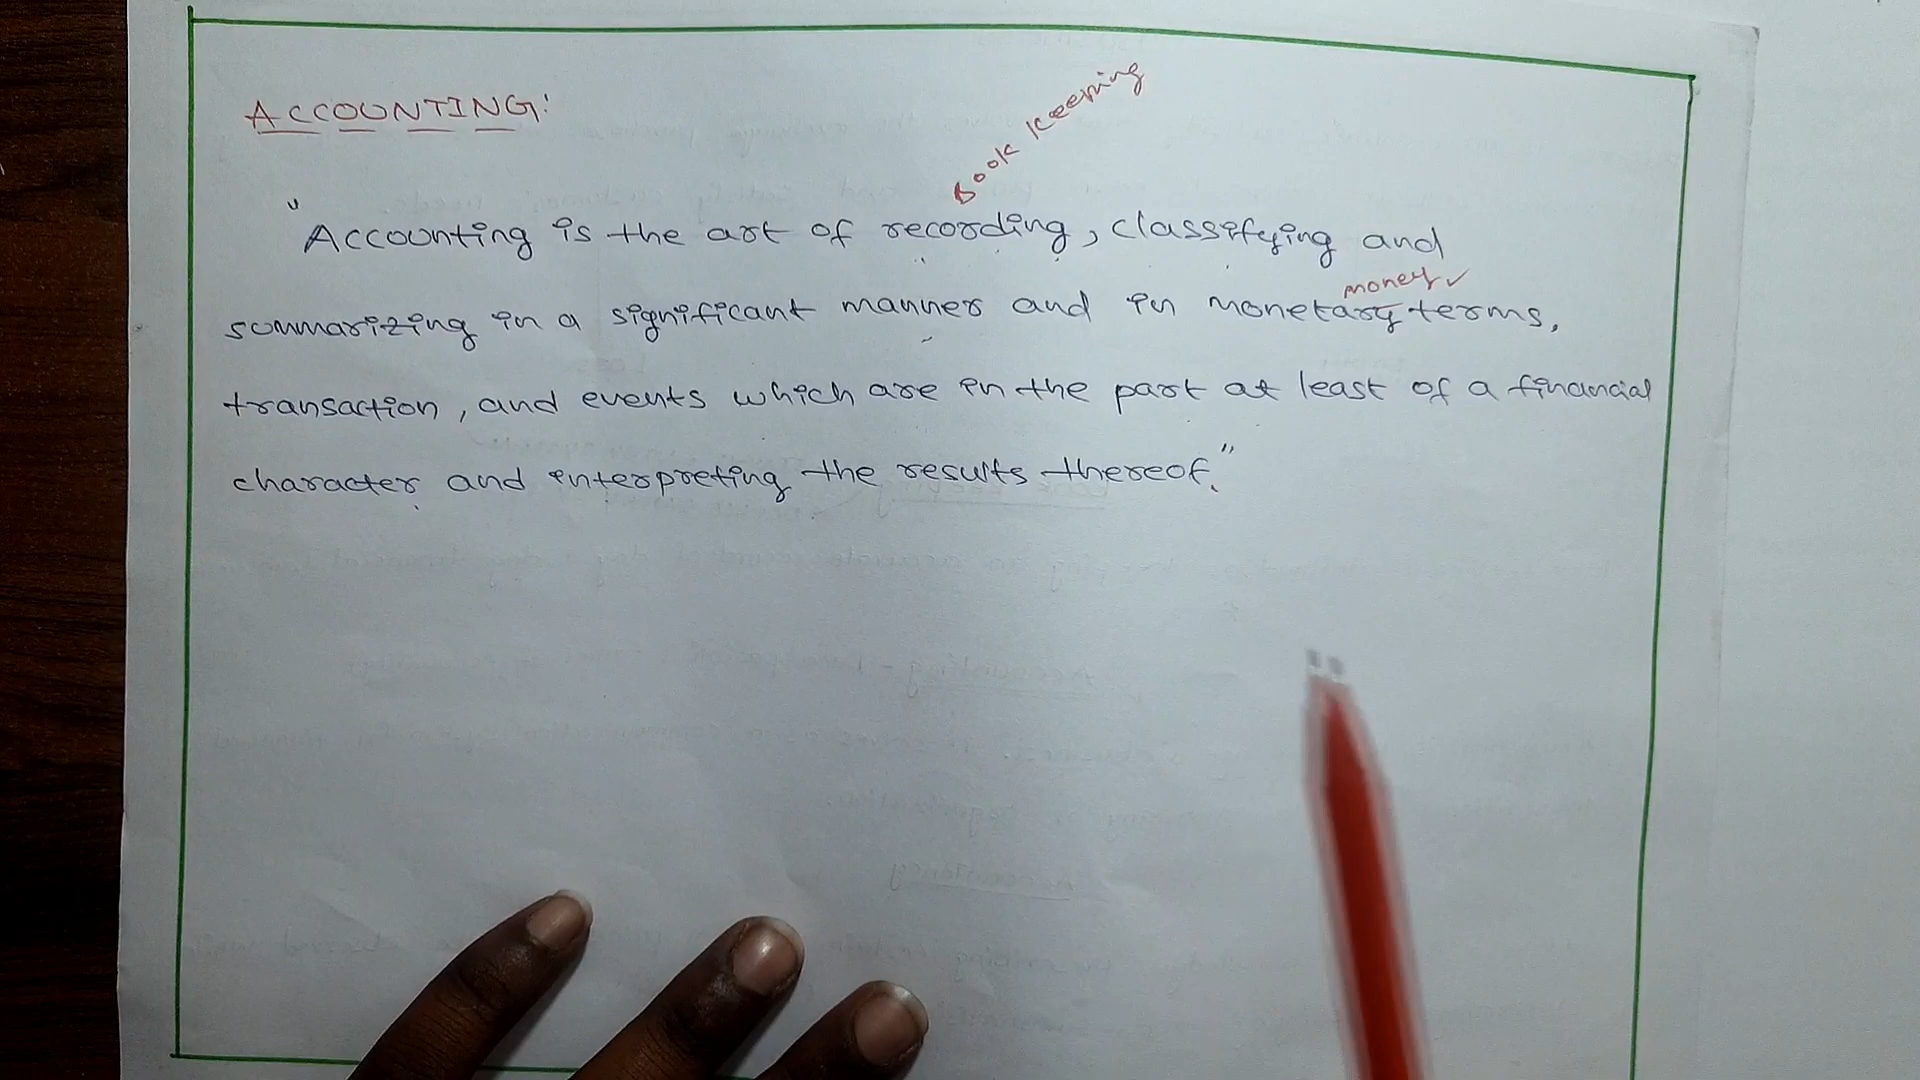 ACCOUNTING:
Book Keeping
"Accounting is the art of recording, classifying and
money
summarizing in a significant manner and in monetary terms,
transaction, and events which are in the part at least of a financial
character and interpreting the results thereof."